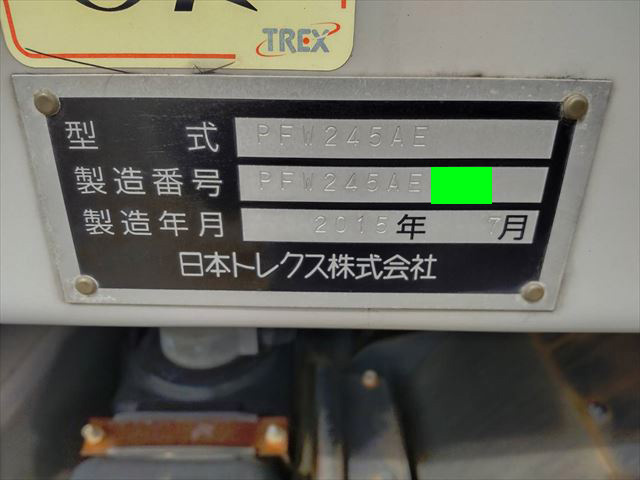 TREX
型式 PFW245AE
製造番号 PFW245AE
製造年月 2015年 7月
日本トレクス株式会社